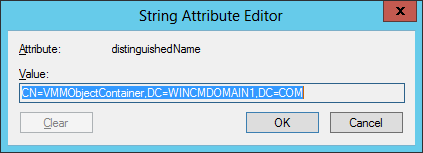 String Attribute Editor
x
Attribute: distinguishedName
Value:
CN=VMMObjectContainer,DC=WINCMDOMAIN1,DC=COM
Clear OK Cancel